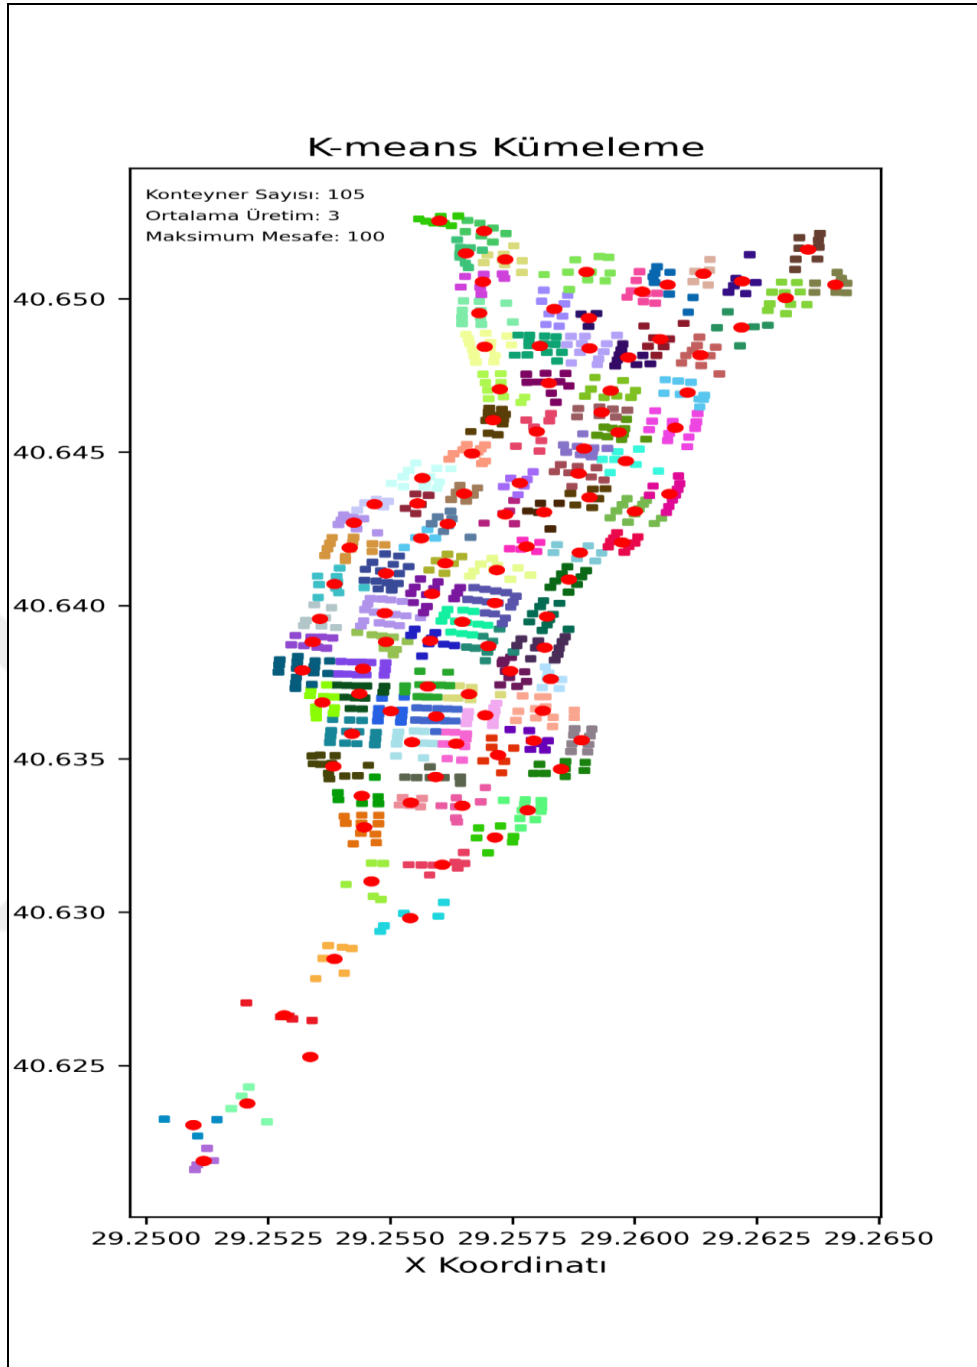 K-means Kümeleme
Konteyner Sayısı: 105
Ortalama Üretim: 3
Maksimum Mesafe: 100
40.650
40.645
40.640
40.635
40.630
40.625
29.2500 29.2525 29.2550 29.2575 29.2600 29.2625 29.2650
X Koordinatı